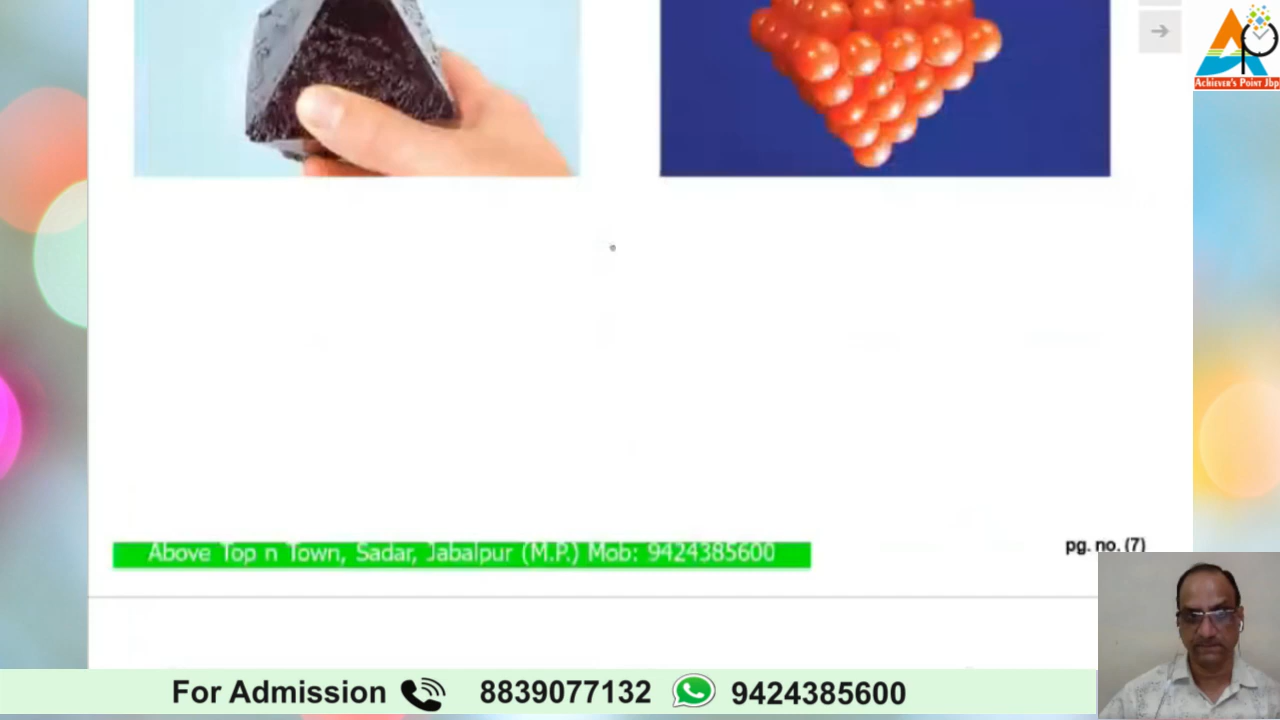 ACHIEVER'S POINT Jbp
Above Top n Town, Sadar, Jabalpur (M.P.) Mob: 9424385600
pg. no. (7)
For Admission 8839077132 9424385600